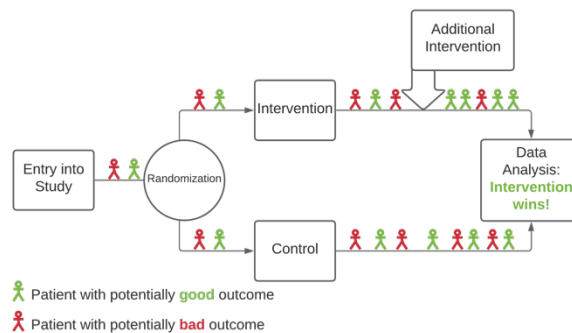 Additional
Intervention
Intervention
Entry into
Study
Randomization
Data
Analysis:
Intervention
wins!
Control
Patient with potentially good outcome
Patient with potentially bad outcome